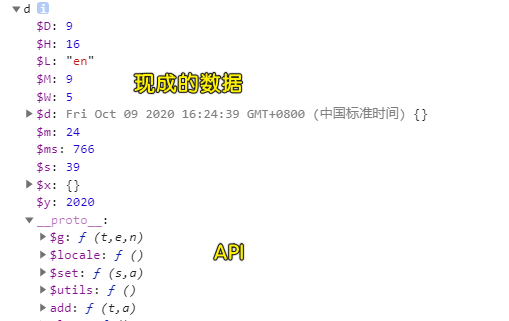 d i
$D: 9
$H: 16
$L: "en"
$M: 9
$W: 5
现成的数据
$d: Fri Oct 09 2020 16:24:39 GMT+0800 (中国标准时间) {}
$m: 24
$ms: 766
$s: 39
$x: {}
$y: 2020
__proto__:
$g: ƒ (t,e,n)
$locale: ƒ ()
API
$set: ƒ (s,a)
$utils: ƒ ()
add: ƒ (t,a)